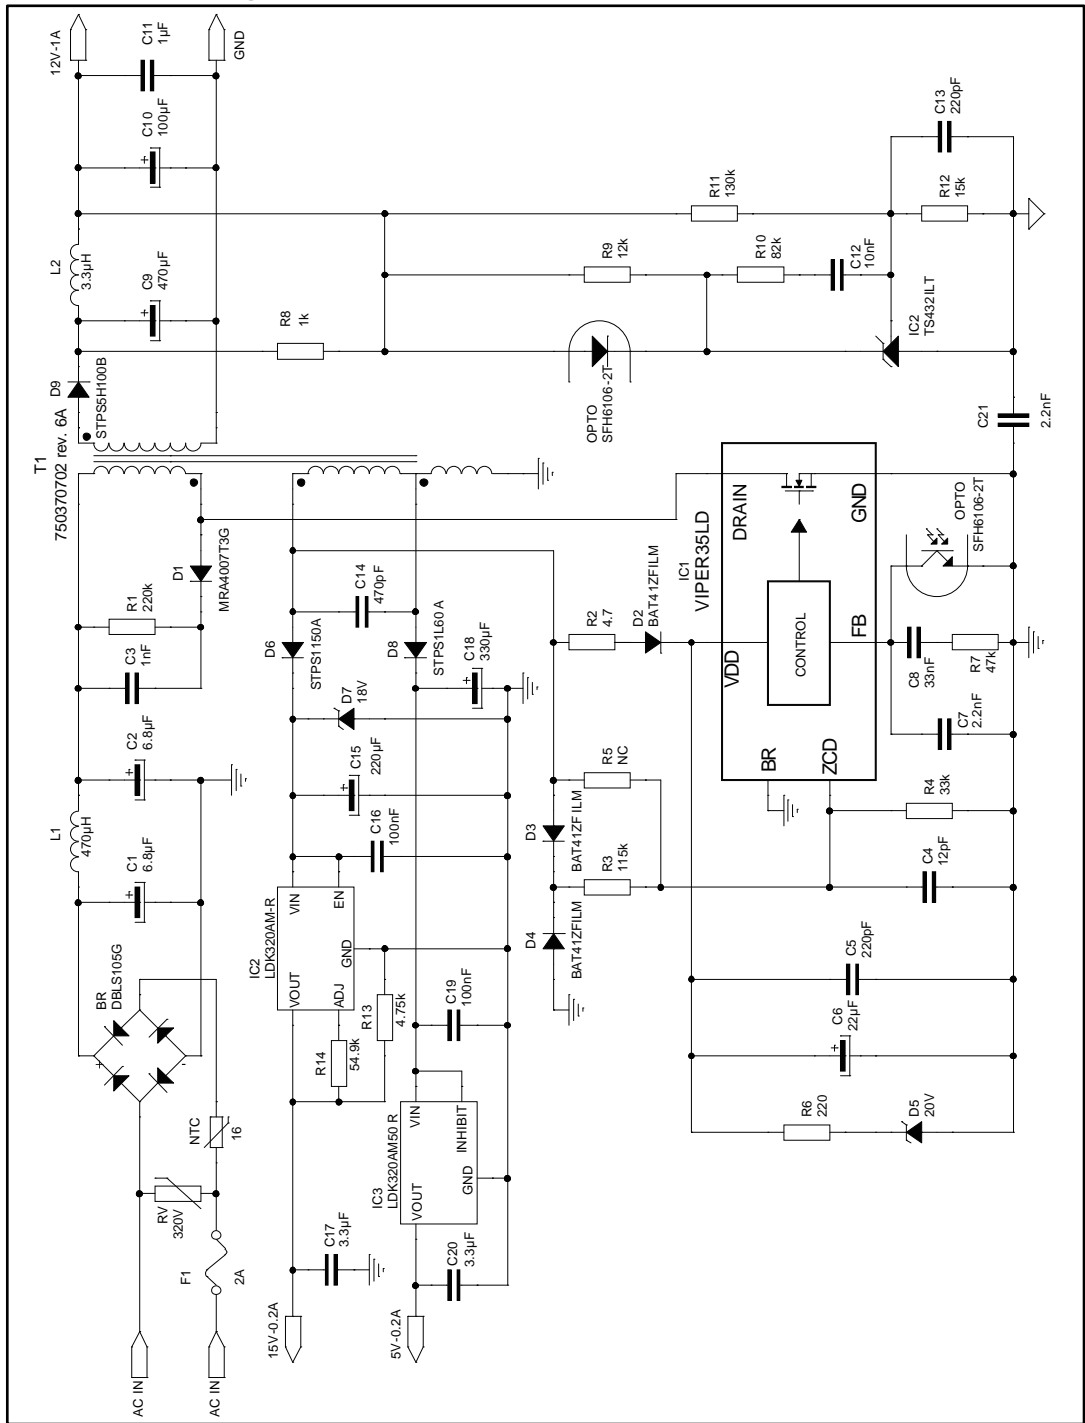 AC IN
AC IN
F1
2A
RV
320V
NTC
16
BR
DBLS105G
+
-
C1
6.8µF
L1
470µH
C2
6.8µF
C3
1nF
R1
220k
D1
MRA4007T3G
T1
750370702 rev. 6A
D9
STPS5H100B
C9
470µF
L2
3.3µH
C10
100µF
C11
1µF
12V-1A
GND
15V-0.2A
5V-0.2A
C17
3.3µF
C20
3.3µF
IC3
LDK320AM50 R
VOUT
GND
VIN
INHIBIT
R14
54.9k
R13
4.75k
IC2
LDK320AM-R
VOUT
ADJ
GND
VIN
EN
C19
100nF
C16
100nF
C15
220µF
D7
18V
D6
STPS1150A
C14
470pF
D8
STPS1L60 A
C18
330µF
R8
1k
D4
BAT41ZFILM
D3
BAT41ZFILM
R3
115k
R5
NC
R2
4.7
D2
BAT41ZFILM
IC1
VIPER35LD
DRAIN
GND
VDD
CONTROL
FB
BR
ZCD
OPTO
SFH6106-2T
R9
12k
R10
82k
C12
10nF
R11
130k
IC2
TS432ILT
R12
15k
C13
220pF
C21
2.2nF
OPTO
SFH6106-2T
C8
33nF
R7
47k
C7
2.2nF
R4
33k
C4
12pF
C5
220pF
C6
22µF
R6
220
D5
20V